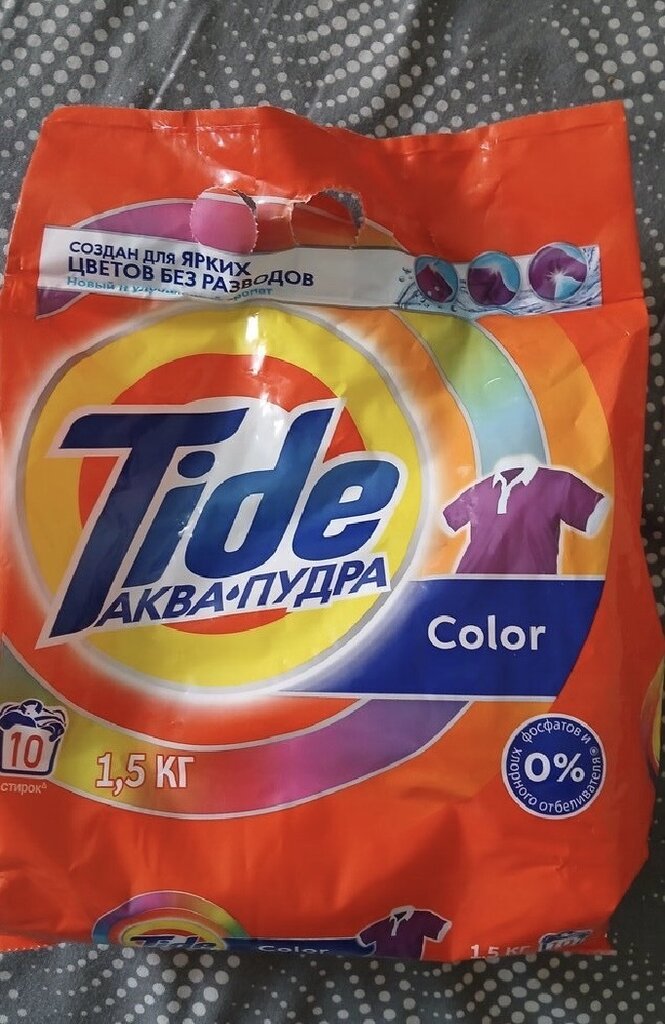 СОЗДАН ДЛЯ ЯРКИХ
ЦВЕТОВ БЕЗ РАЗВОДОВ
Новый и
Tide
АКВА•ПУДРА
Color
10
стирок
1,5 КГ
0%
фосфатов и
хлорного отбеливателя®
Tide
Color
1,5 КГ